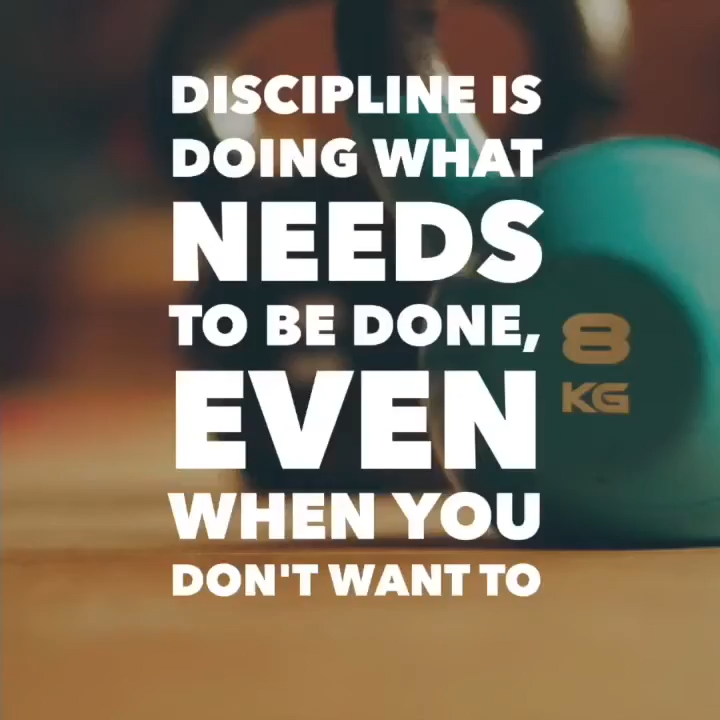 DISCIPLINE IS
DOING WHAT
NEEDS
TO BE DONE,
EVEN
WHEN YOU
DON'T WANT TO
8
KG